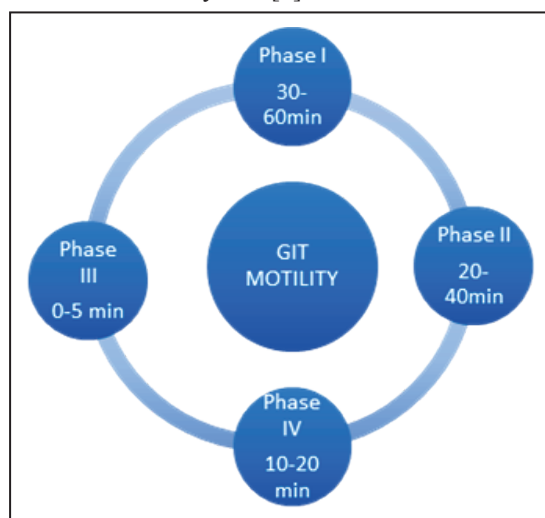 Phase I
30-
60min
Phase II
20-
40min
GIT
MOTILITY
Phase
III
0-5 min
Phase
IV
10-20
min